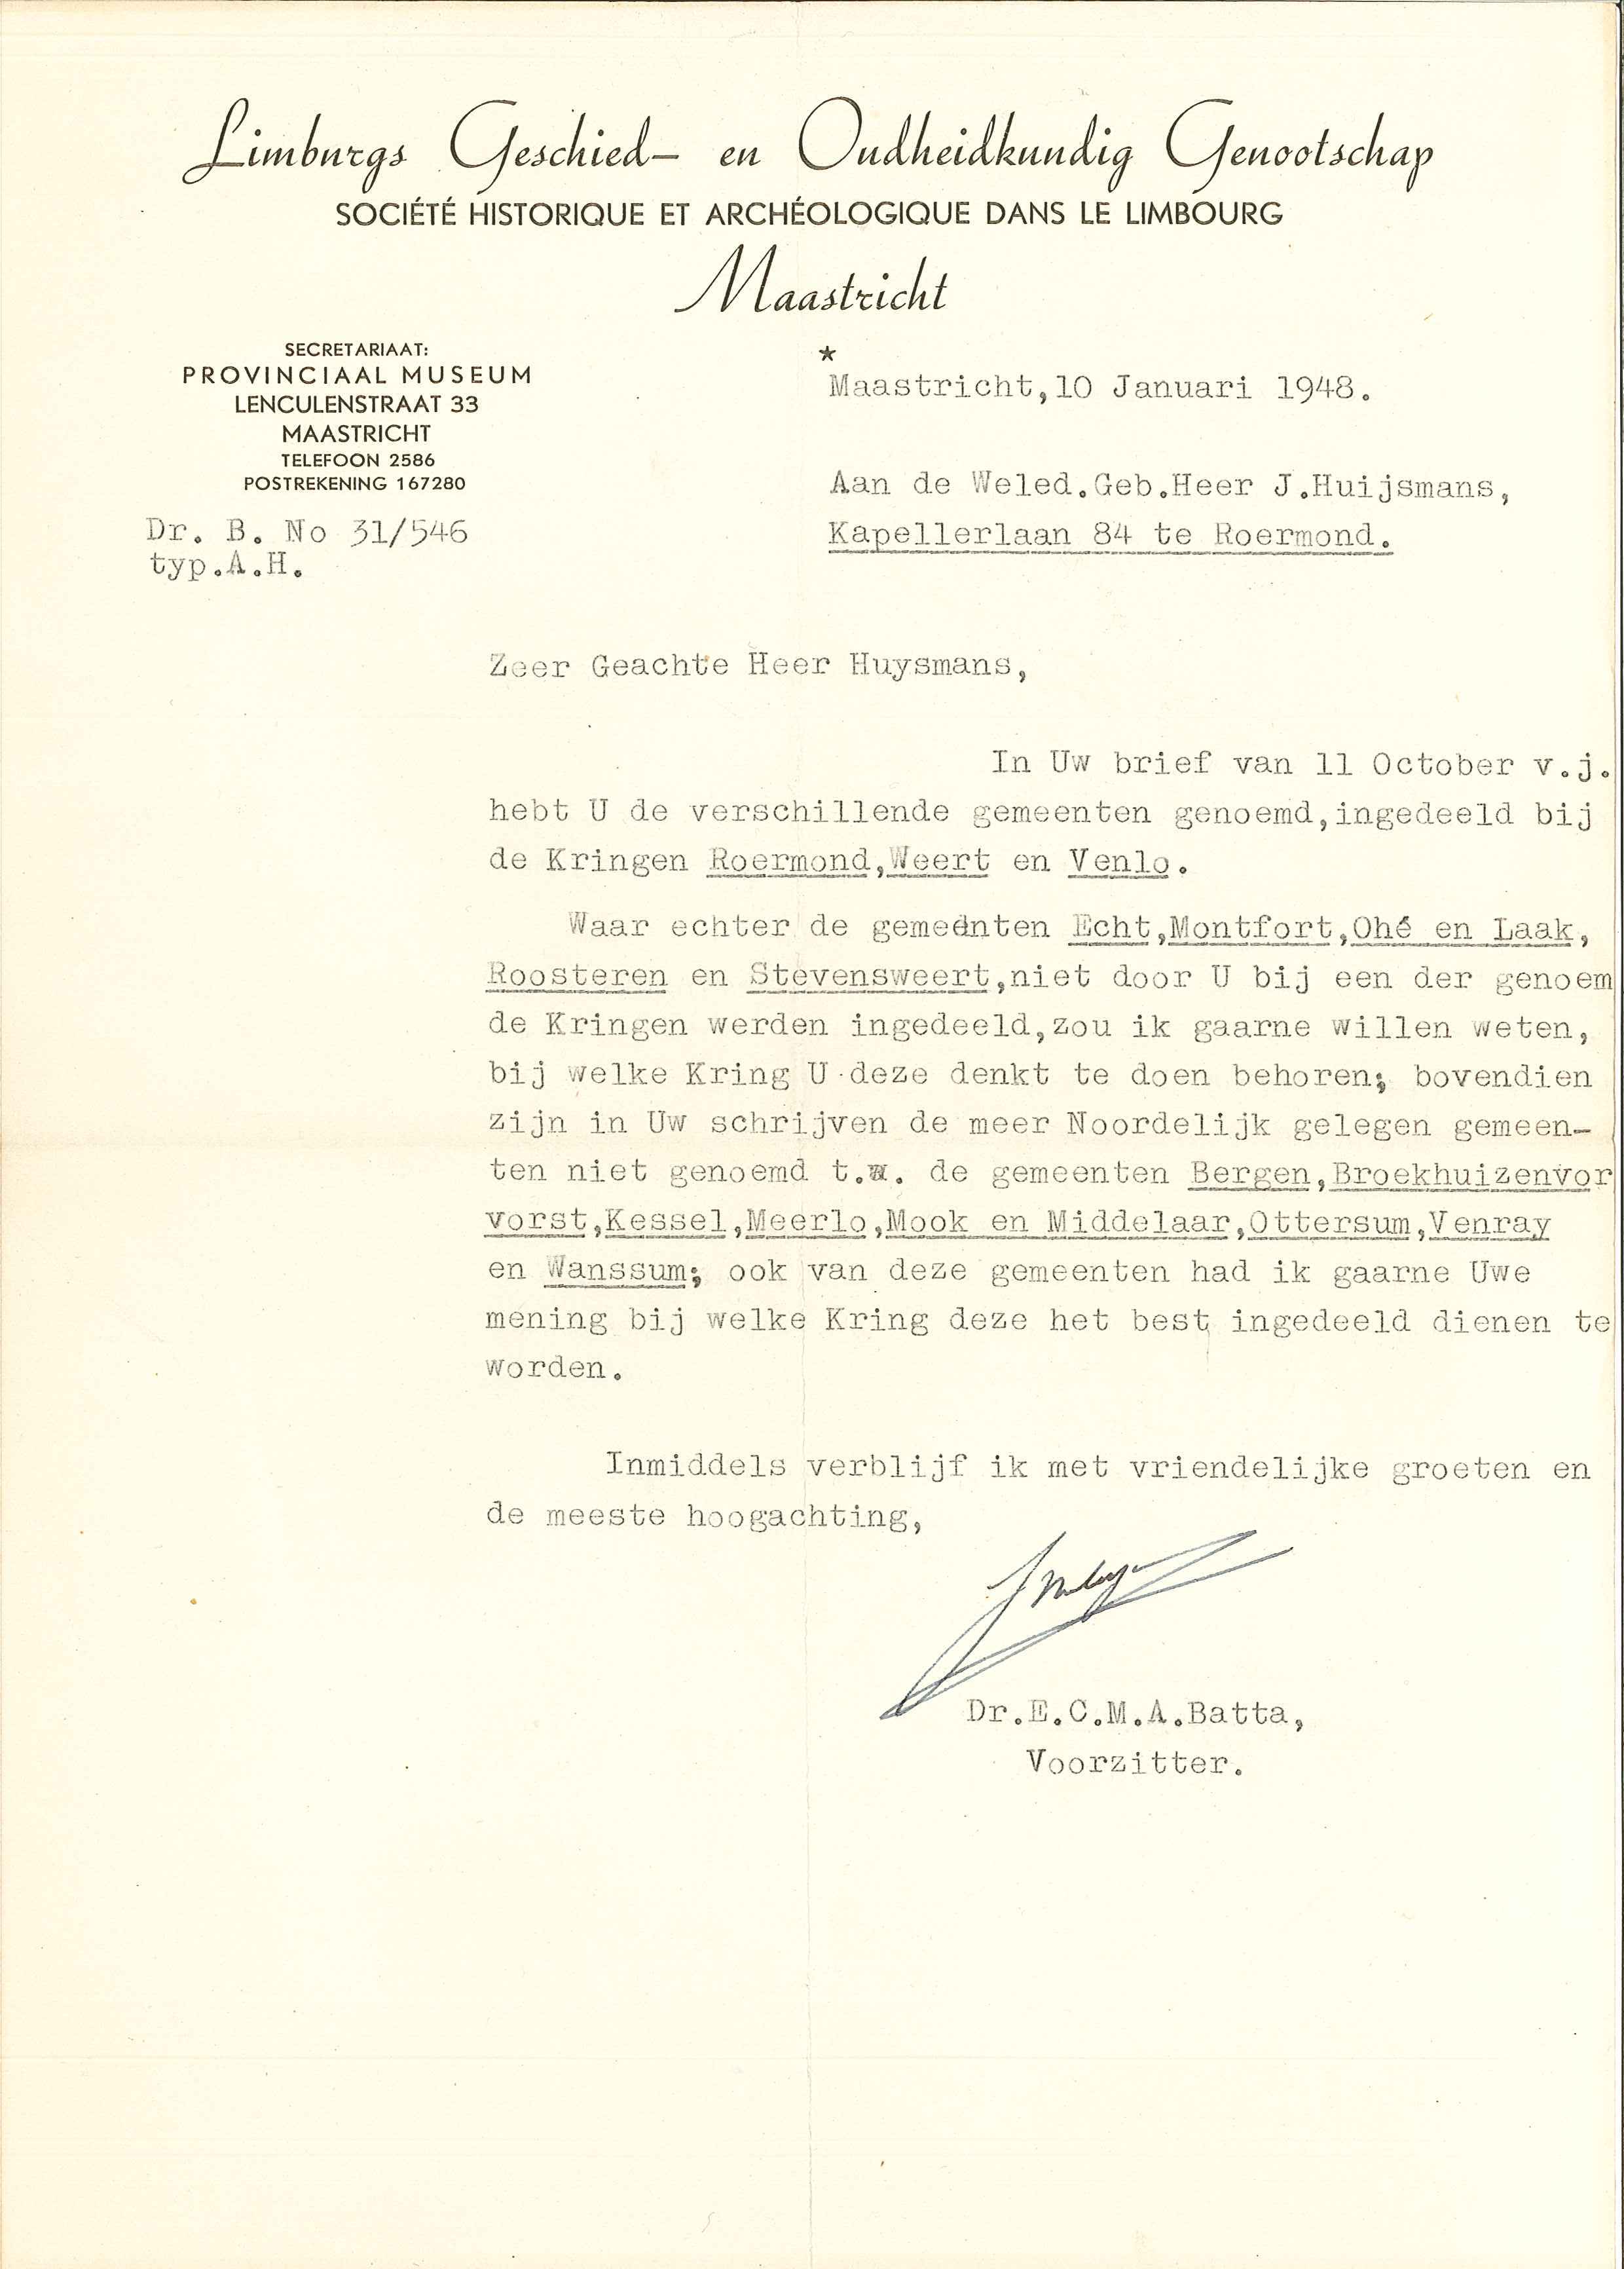 Limburgs Geschied- en Oudheidkundig Genootschap
SOCIÉTÉ HISTORIQUE ET ARCHÉOLOGIQUE DANS LE LIMBOURG
Maastricht
SECRETARIAAT:
PROVINCIAAL MUSEUM
LENCULENSTRAAT 33
MAASTRICHT
TELEFOON 2586
POSTREKENING 167280
Dr. B. No 31/546
typ.A.H.
*
Maastricht,10 Januari 1948.
Aan de Weled.Geb.Heer J.Huijsmans,
Kapellerlaan 84 te Roermond.
Zeer Geachte Heer Huysmans,
In Uw brief van 11 October v.j.
hebt U de verschillende gemeenten genoemd,ingedeeld bij
de Kringen Roermond,Weert en Venlo.
Waar echter de gemeenten Echt,Montfort,Ohé en Laak,
Roosteren en Stevensweert,niet door U bij een der genoem
de Kringen werden ingedeeld,zou ik gaarne willen weten,
bij welke Kring U deze denkt te doen behoren; bovendien
zijn in Uw schrijven de meer Noordelijk gelegen gemeen-
ten niet genoemd t.w. de gemeenten Bergen,Broekhuizenvor
vorst,Kessel,Meerlo,Mook en Middelaar,Ottersum,Venray
en Wanssum; ook van deze gemeenten had ik gaarne Uwe
mening bij welke Kring deze het best ingedeeld dienen te
worden.
Inmiddels verblijf ik met vriendelijke groeten en
de meeste hoogachting,
Dr.E.C.M.A.Batta,
Voorzitter.